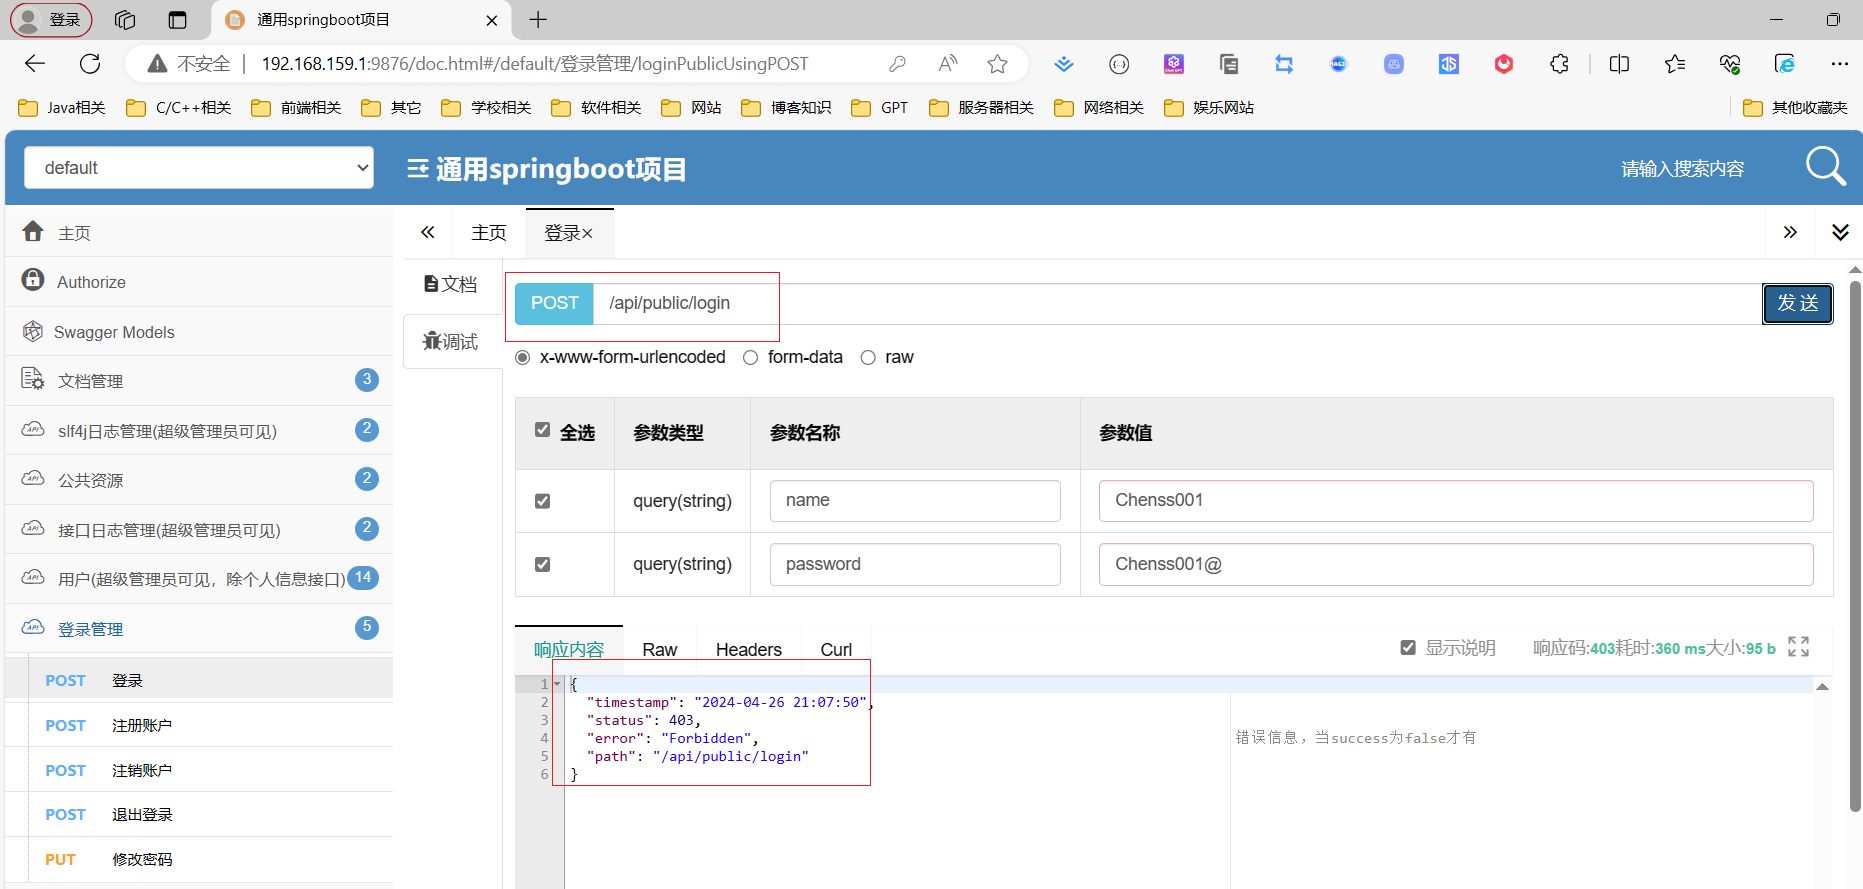 登录
通用springboot项目
不安全
192.168.159.1:9876/doc.html#/default/登录管理/loginPublicUsingPOST
Java相关
C/C++相关
前端相关
其它
学校相关
软件相关
网站
博客知识
GPT
服务器相关
网络相关
娱乐网站
其他收藏夹
default
通用springboot项目
请输入搜索内容
主页
Authorize
Swagger Models
文档管理 3
slf4j日志管理(超级管理员可见) 2
公共资源 2
接口日志管理(超级管理员可见) 2
用户(超级管理员可见，除个人信息接口) 14
登录管理 5
POST 登录
POST 注册账户
POST 注销账户
POST 退出登录
PUT 修改密码
主页
登录×
文档
调试
POST /api/public/login
发 送
x-www-form-urlencoded form-data raw
全选 参数类型 参数名称 参数值
query(string) name Chenss001
query(string) password Chenss001@
响应内容 Raw Headers Curl
显示说明
响应码:403耗时:360 ms大小:95 b
1 {
2 "timestamp": "2024-04-26 21:07:50",
3 "status": 403,
4 "error": "Forbidden",
5 "path": "/api/public/login"
6 }
错误信息，当success为false才有